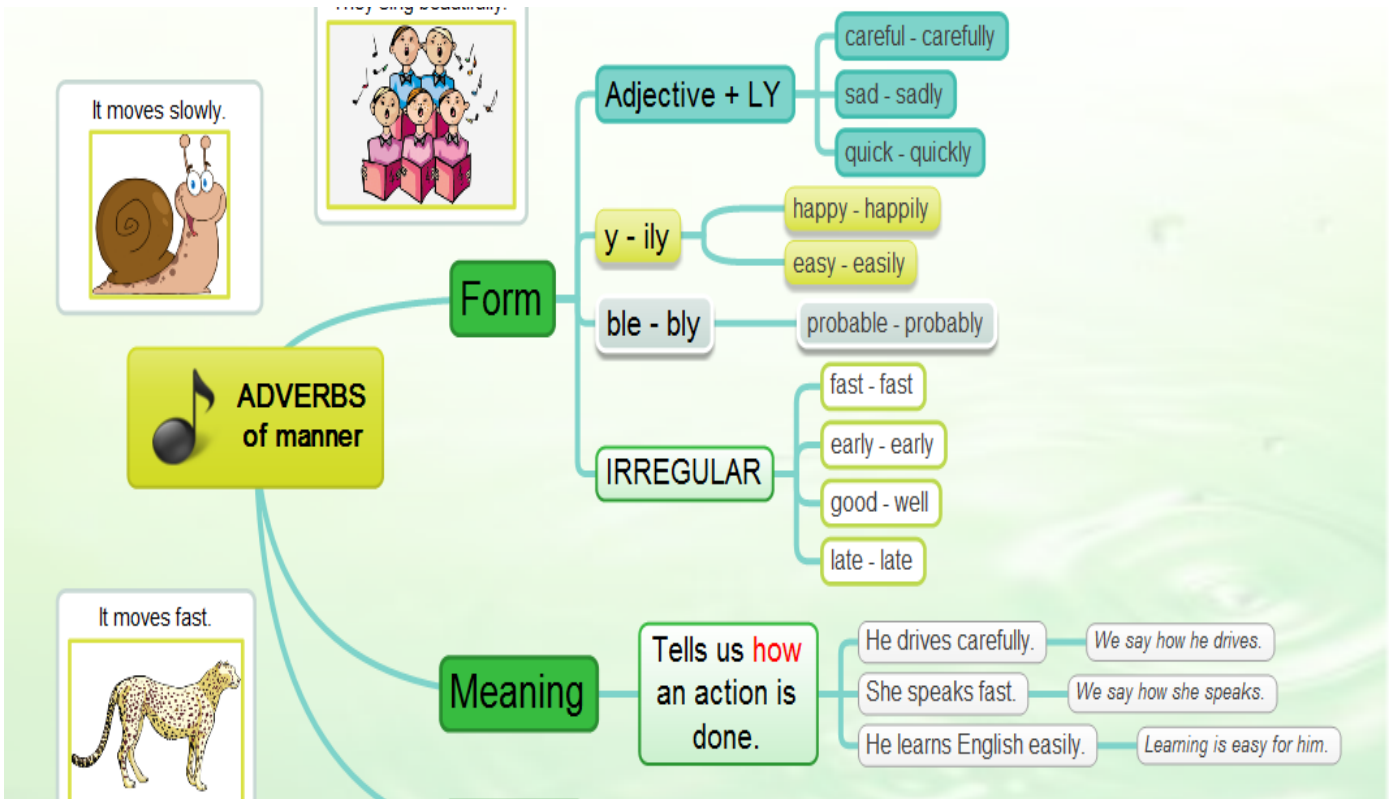 They sing beautifully.
It moves slowly.
ADVERBS
of manner
Form
Adjective + LY
careful - carefully
sad - sadly
quick - quickly
y - ily
happy - happily
easy - easily
ble - bly
probable - probably
IRREGULAR
fast - fast
early - early
good - well
late - late
It moves fast.
Meaning
Tells us how
an action is
done.
He drives carefully.
We say how he drives.
She speaks fast.
We say how she speaks.
He learns English easily.
Learning is easy for him.